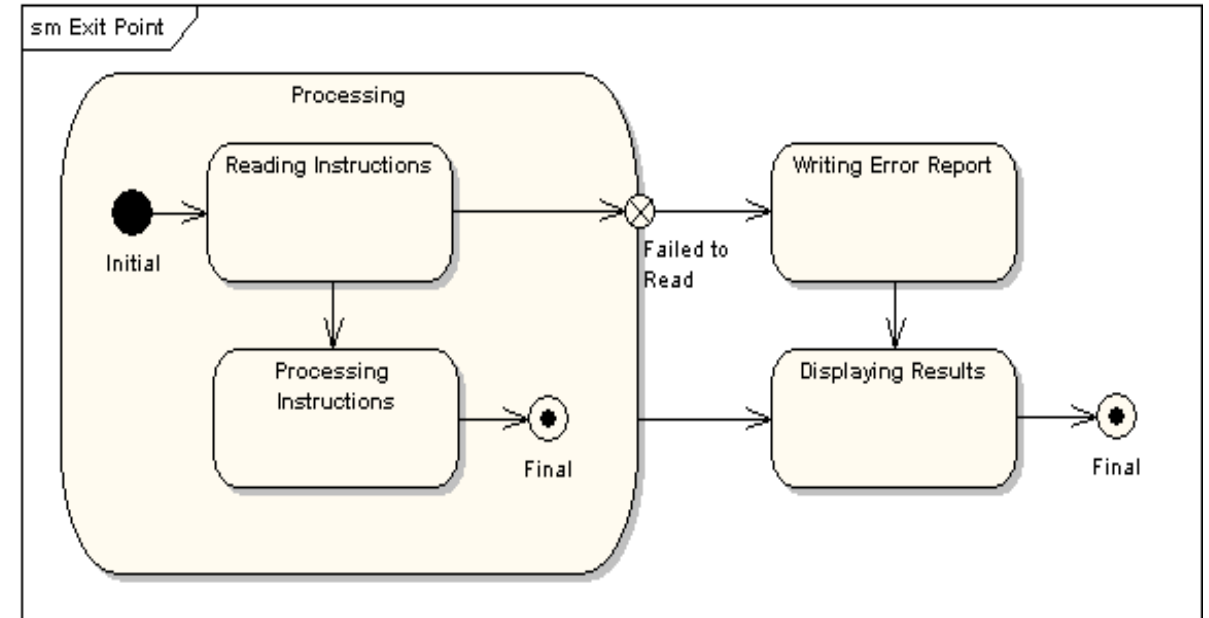 sm Exit Point
Processing
Reading Instructions
Writing Error Report
Initial
Failed to
Read
Processing
Instructions
Displaying Results
Final
Final